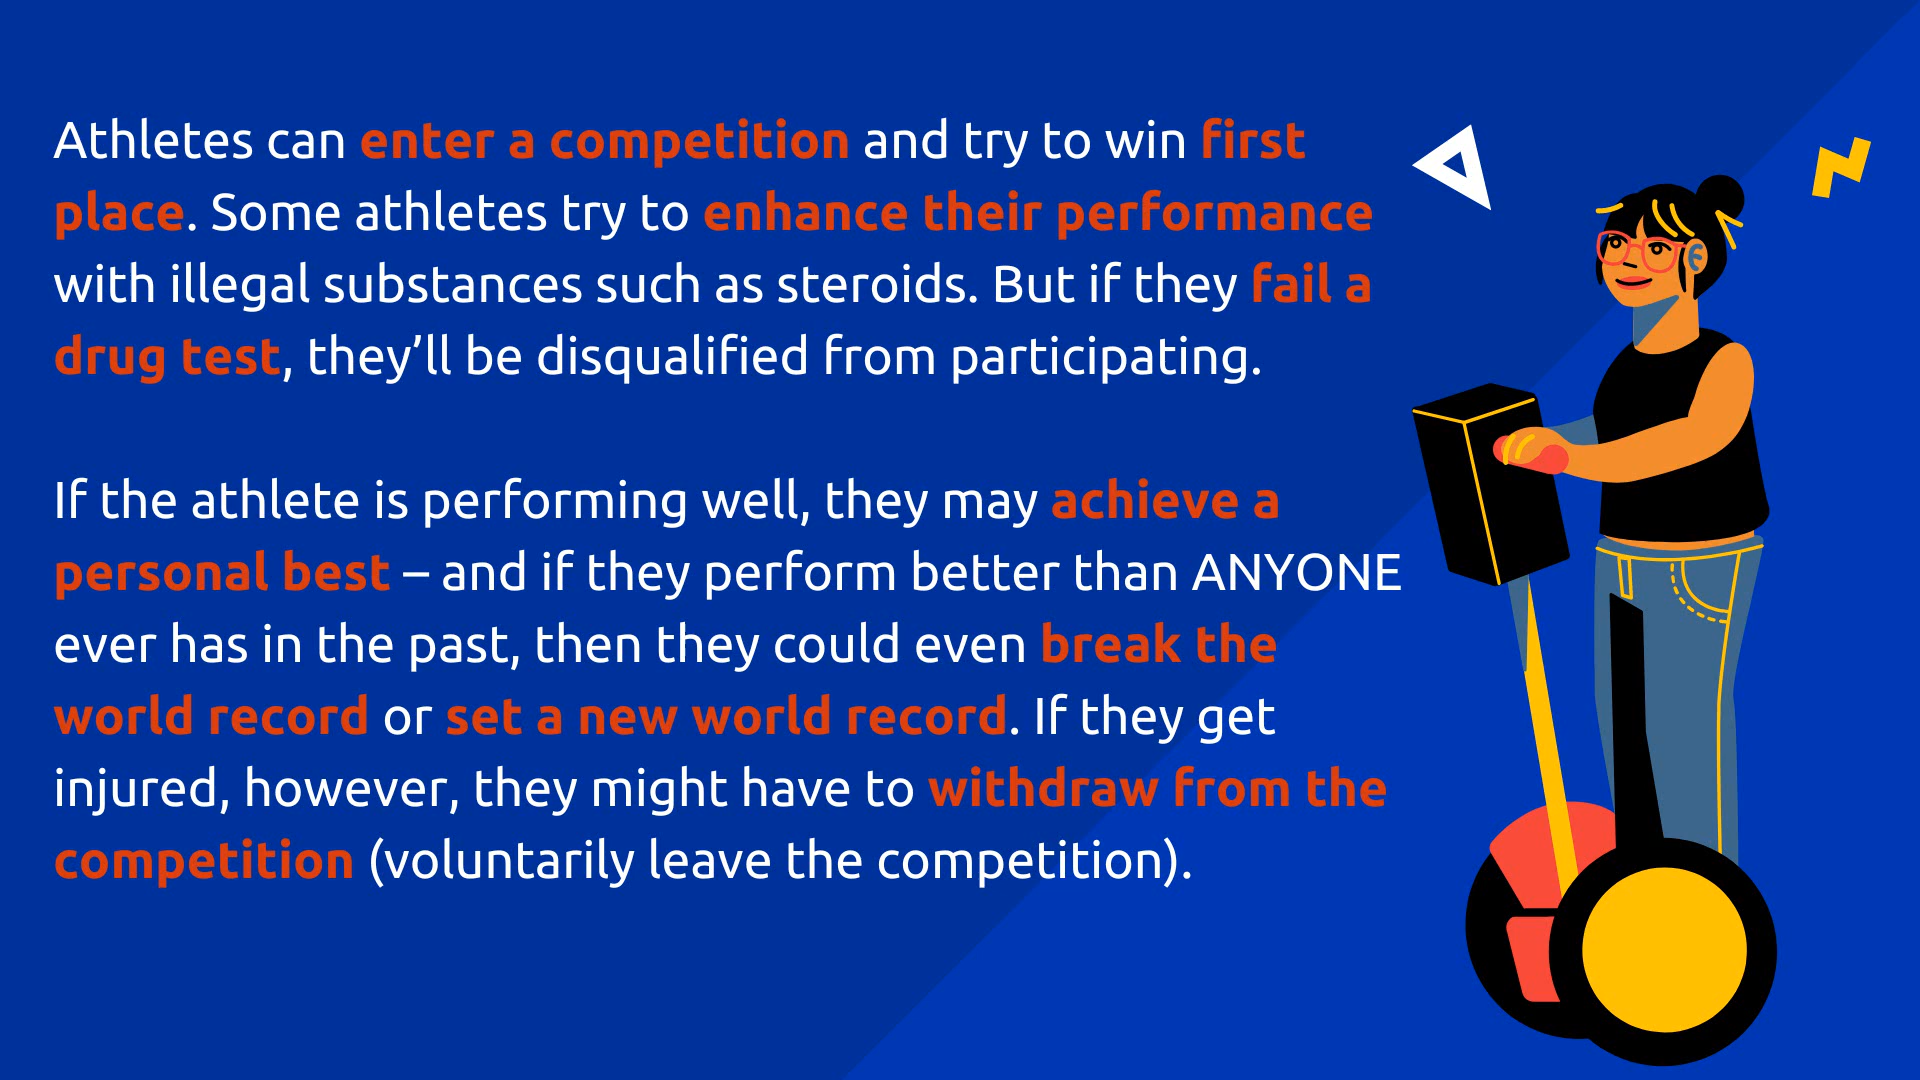 Athletes can enter a competition and try to win first
place. Some athletes try to enhance their performance
with illegal substances such as steroids. But if they fail a
drug test, they’ll be disqualified from participating.
If the athlete is performing well, they may achieve a
personal best – and if they perform better than ANYONE
ever has in the past, then they could even break the
world record or set a new world record. If they get
injured, however, they might have to withdraw from the
competition (voluntarily leave the competition).